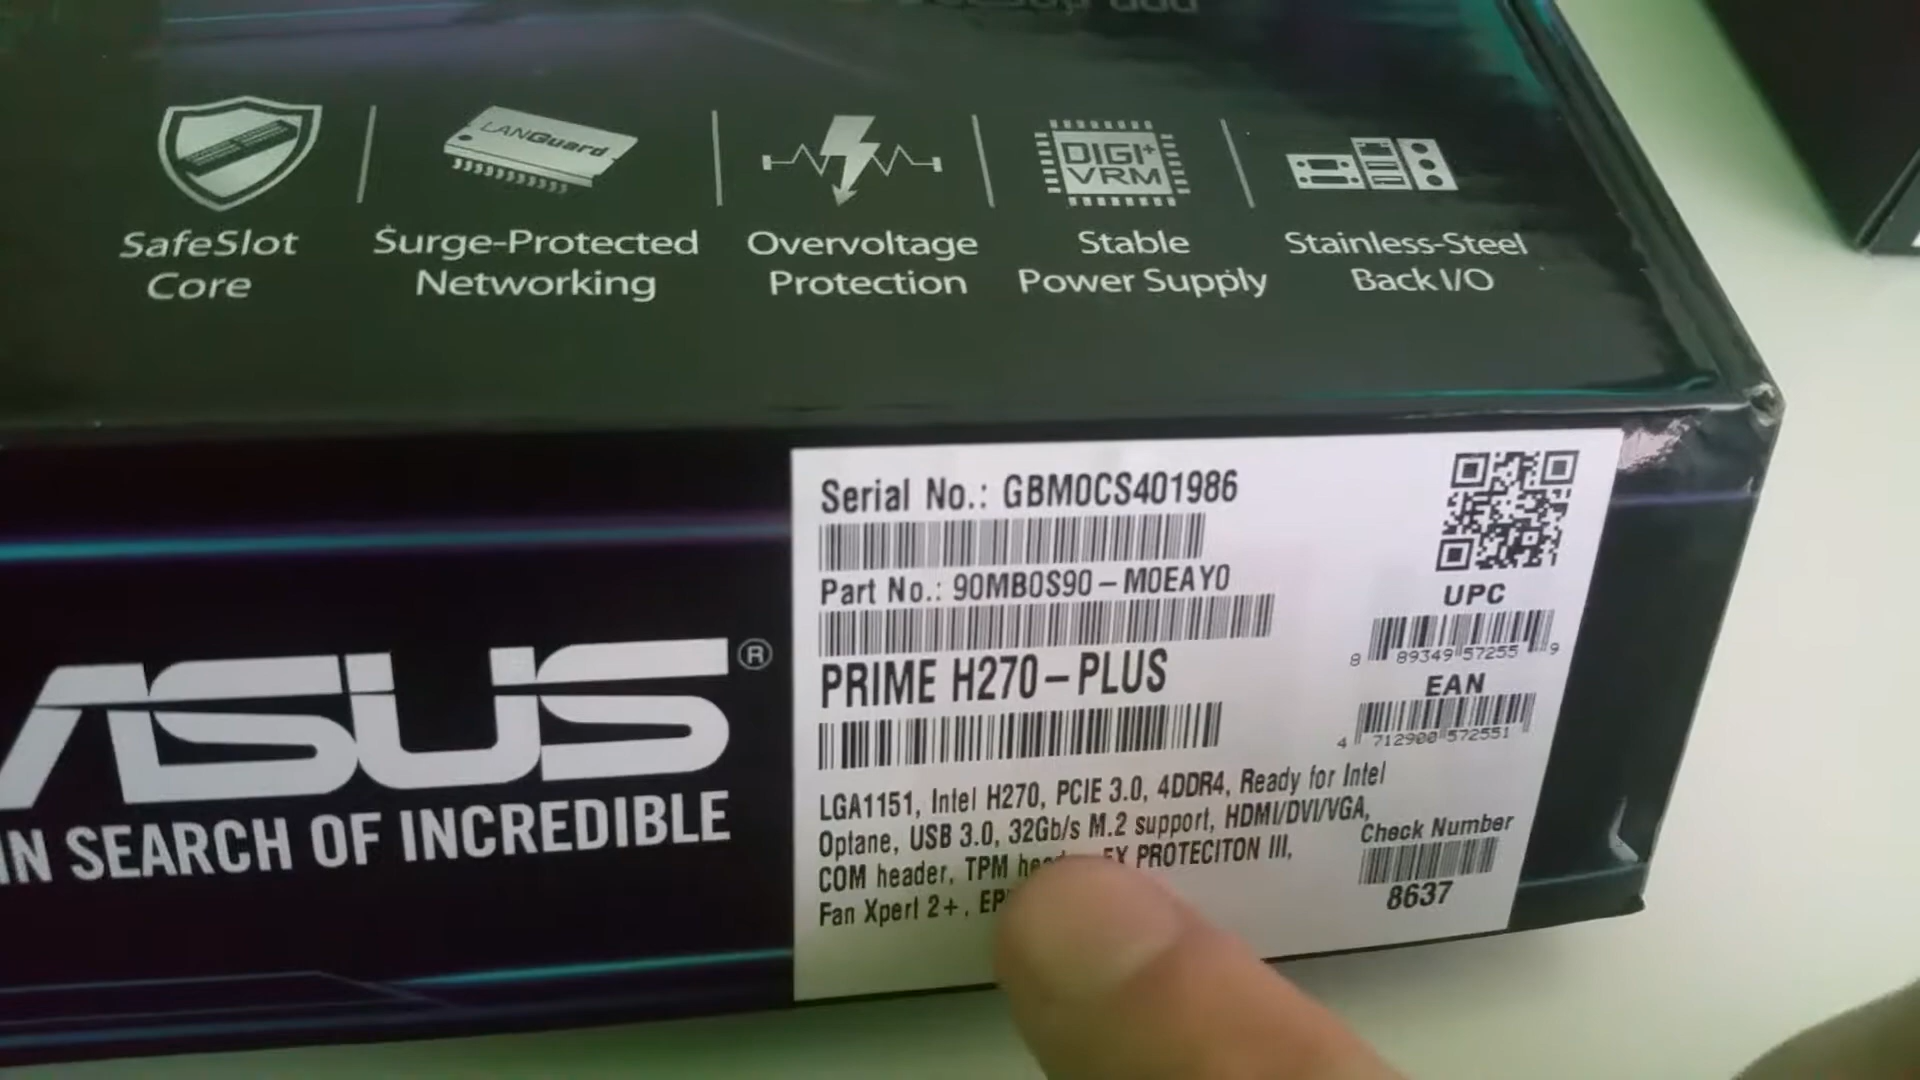 LANGuard
DIGI+
VRM
SafeSlot
Core
Surge-Protected
Networking
Overvoltage
Protection
Stable
Power Supply
Stainless-Steel
Back I/O
ASUS®
IN SEARCH OF INCREDIBLE
Serial No.: GBM0CS401986
Part No.: 90MB0S90-M0EAY0
PRIME H270-PLUS
LGA1151, Intel H270, PCIE 3.0, 4DDR4, Ready for Intel
Optane, USB 3.0, 32Gb/s M.2 support, HDMI/DVI/VGA,
COM header, TPM PROTECITON III,
Fan Xpert 2+,
UPC
8 89349 57255 9
EAN
4 712900 572551
Check Number
8637